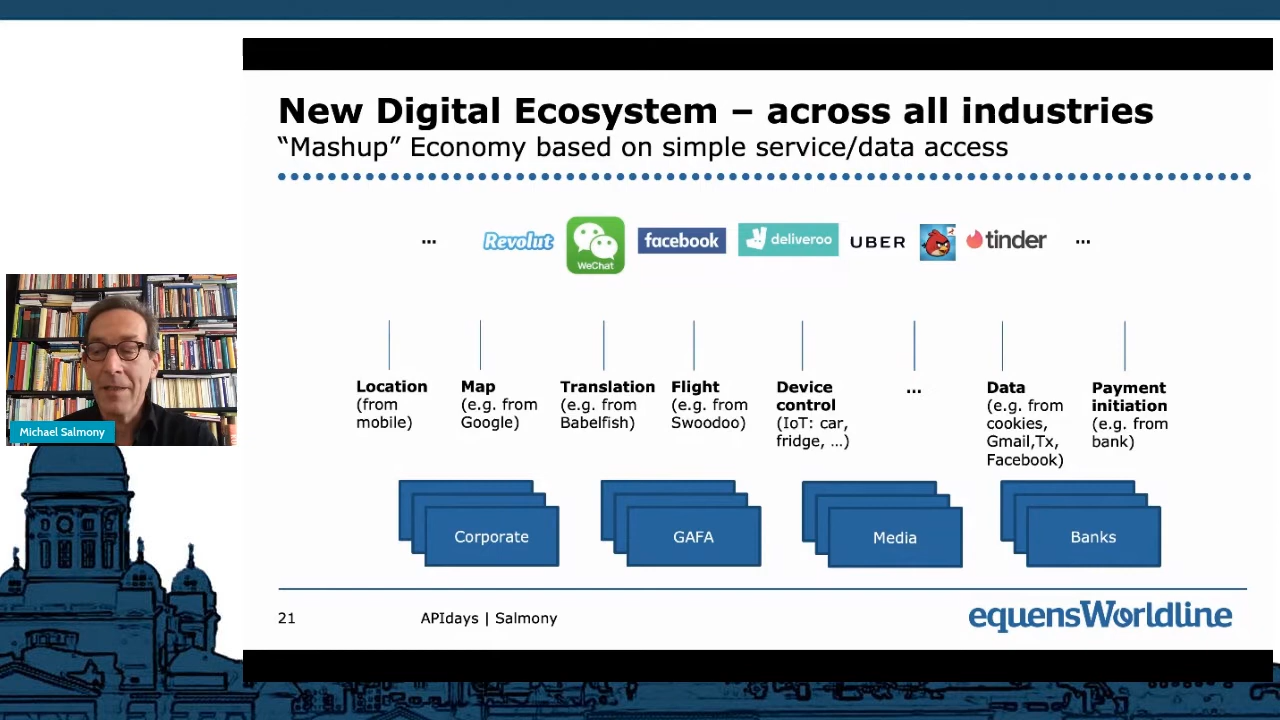 New Digital Ecosystem – across all industries
“Mashup” Economy based on simple service/data access
...
Revolut
WeChat
facebook
deliveroo
UBER
tinder
...
Location
(from
mobile)
Map
(e.g. from
Google)
Translation
(e.g. from
Babelfish)
Flight
(e.g. from
Swoodoo)
Device
control
(IoT: car,
fridge, …)
...
Data
(e.g. from
cookies,
Gmail,Tx,
Facebook)
Payment
initiation
(e.g. from
bank)
Michael Salmony
Corporate
GAFA
Media
Banks
21
APIdays | Salmony
equensWorldline